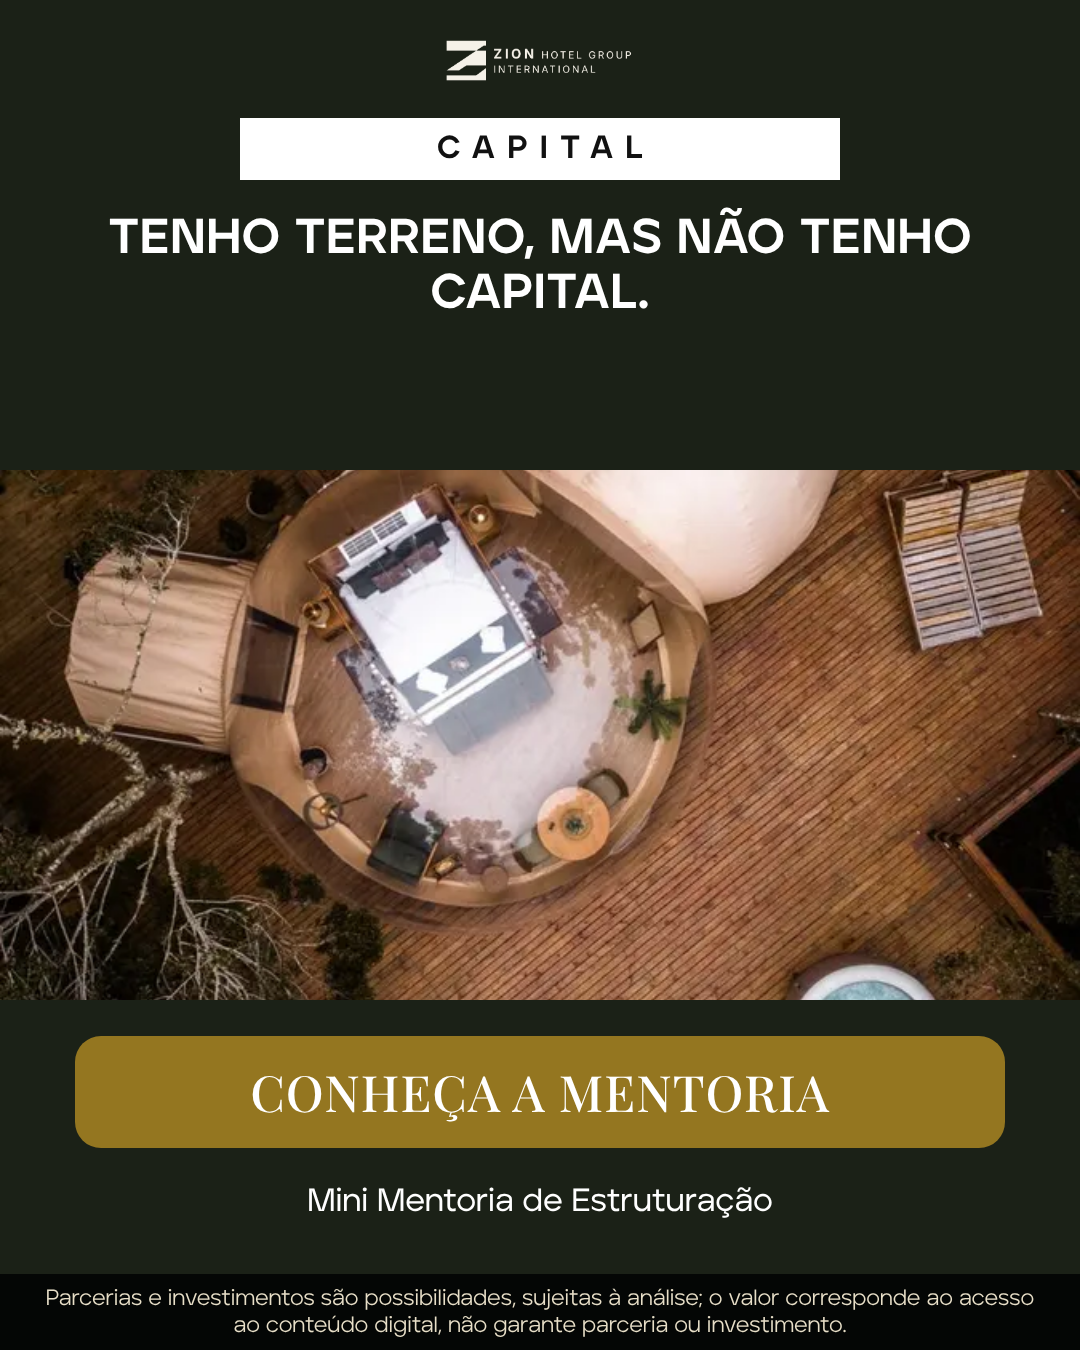 ZION HOTEL GROUP
INTERNATIONAL
CAPITAL
TENHO TERRENO, MAS NÃO TENHO
CAPITAL.
CONHEÇA A MENTORIA
Mini Mentoria de Estruturação
Parcerias e investimentos são possibilidades, sujeitas à análise; o valor corresponde ao acesso
ao conteúdo digital, não garante parceria ou investimento.